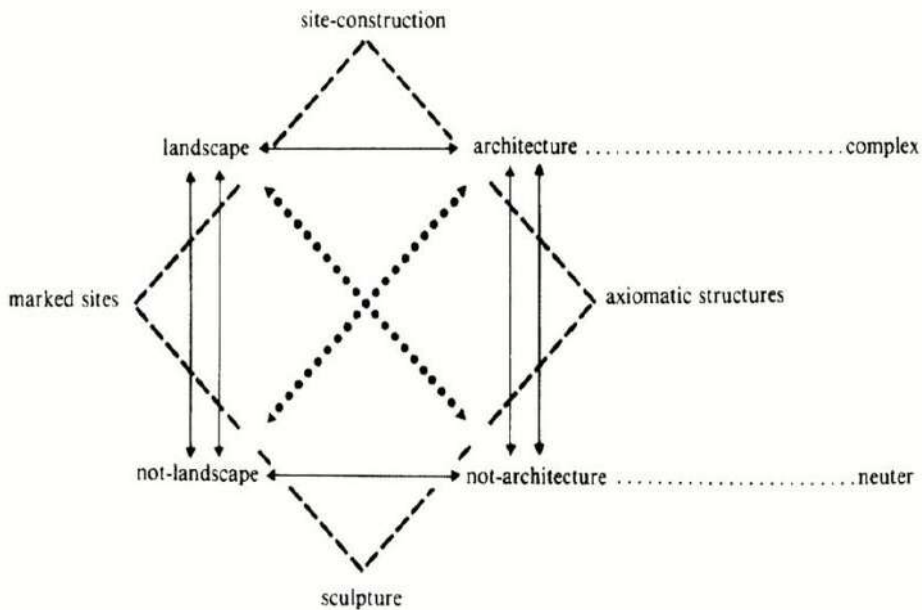 site-construction
landscape architecture complex
marked sites axiomatic structures
not-landscape not-architecture neuter
sculpture